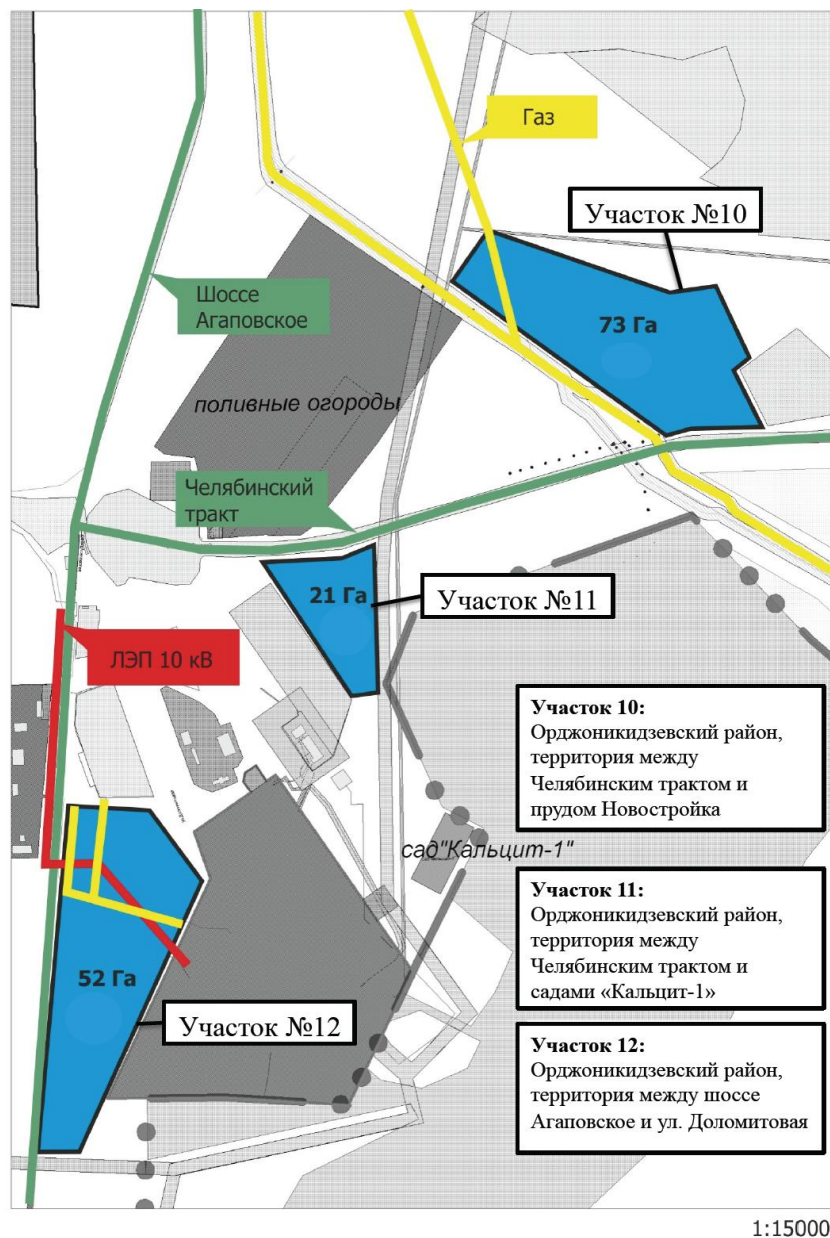 Газ
Участок №10
Шоссе
Агаповское
73 Га
поливные огороды
Челябинский
тракт
21 Га
Участок №11
ЛЭП 10 кВ
Участок 10:
Орджоникидзевский район,
территория между
Челябинским трактом и
прудом Новостройка
сад"Кальцит-1"
Участок 11:
Орджоникидзевский район,
территория между
Челябинским трактом и
садами «Кальцит-1»
52 Га
Участок №12
Участок 12:
Орджоникидзевский район,
территория между шоссе
Агаповское и ул. Доломитовая
1:15000